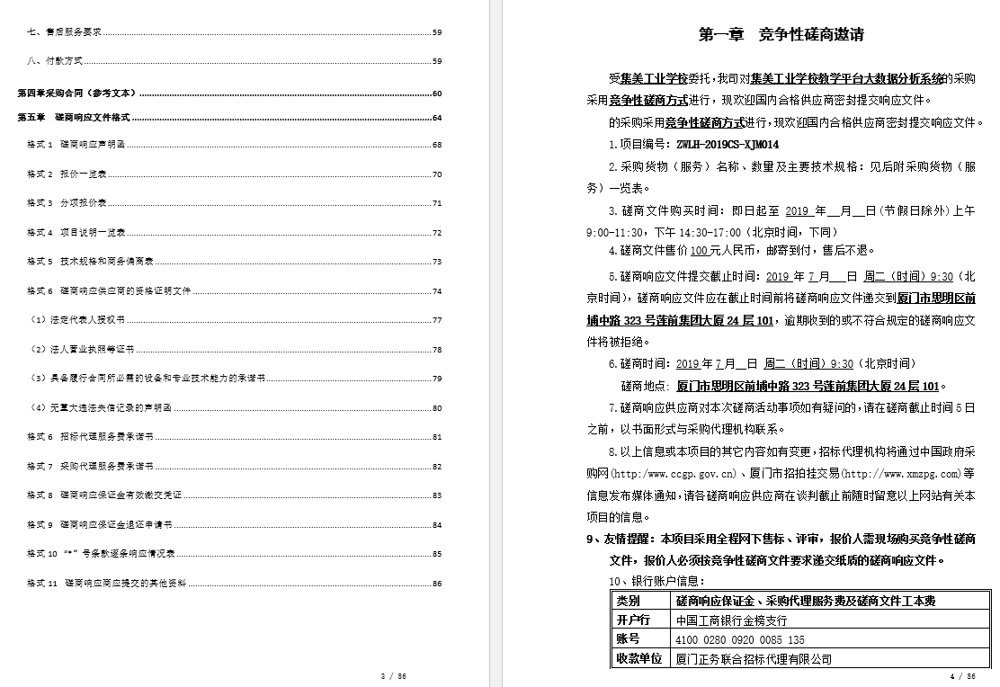 七、售后服务要求 59
八、付款方式 59
第四章采购合同（参考文本） 60
第五章 磋商响应文件格式 64
格式1 磋商响应声明函 68
格式2 报价一览表 70
格式3 分项报价表 71
格式4 项目说明一览表 72
格式5 技术规格和商务偏离表 73
格式6 磋商响应供应商的资格证明文件 74
（1）法定代表人授权书 77
（2）法人营业执照等证书 78
（3）具备履行合同所必需的设备和专业技术能力的承诺书 79
（4）无重大违法失信记录的声明函 80
格式6 招标代理服务费承诺书 81
格式7 采购代理服务费承诺书 82
格式8 磋商响应保证金有效缴交凭证 83
格式9 磋商响应保证金退还申请书 84
格式10 “*”号条款逐条响应情况表 85
格式11 磋商响应商应提交的其他资料 86
3 / 86
第一章 竞争性磋商邀请
受集美工业学校委托，我司对集美工业学校教学平台大数据分析系统的采购
采用竞争性磋商方式进行，现欢迎国内合格供应商密封提交响应文件。
的采购采用竞争性磋商方式进行，现欢迎国内合格供应商密封提交响应文件。
1.项目编号：ZWLH-2019CS-XJM014
2.采购货物（服务）名称、数量及主要技术规格：见后附采购货物（服
务）一览表。
3.磋商文件购买时间：即日起至 2019 年__月__日(节假日除外)上午
9:00-11:30，下午14:30-17:00（北京时间，下同）
4.磋商文件售价100元人民币，邮寄到付，售后不退。
5.磋商响应文件提交截止时间：2019 年 7 月___日 周二（时间）9:30（北
京时间），磋商响应文件应在截止时间前将磋商响应文件递交到厦门市思明区前
埔中路323号莲前集团大厦24层101，逾期收到的或不符合规定的磋商响应文
件将被拒绝。
6.磋商时间：2019年7月__日 周二（时间）9:30（北京时间）
磋商地点: 厦门市思明区前埔中路323号莲前集团大厦24层101。
7.磋商响应供应商对本次磋商活动事项如有疑问的，请在磋商截止时间5日
之前，以书面形式与采购代理机构联系。
8.以上信息或本项目的其它内容如有变更，招标代理机构将通过中国政府采
购网(http:/www.ccgp.gov.cn)、厦门市招拍挂交易(http://www.xmzpg.com)等
信息发布媒体通知，请各磋商响应供应商在谈判截止前随时留意以上网站有关本
项目的信息。
9、友情提醒：本项目采用全程网下售标、评审，报价人需现场购买竞争性磋商
文件，报价人必须按竞争性磋商文件要求递交纸质的磋商响应文件。
10、银行账户信息:
类别 磋商响应保证金、采购代理服务费及磋商文件工本费
开户行 中国工商银行金榜支行
账号 4100 0280 0920 0085 135
收款单位 厦门正务联合招标代理有限公司
4 / 86